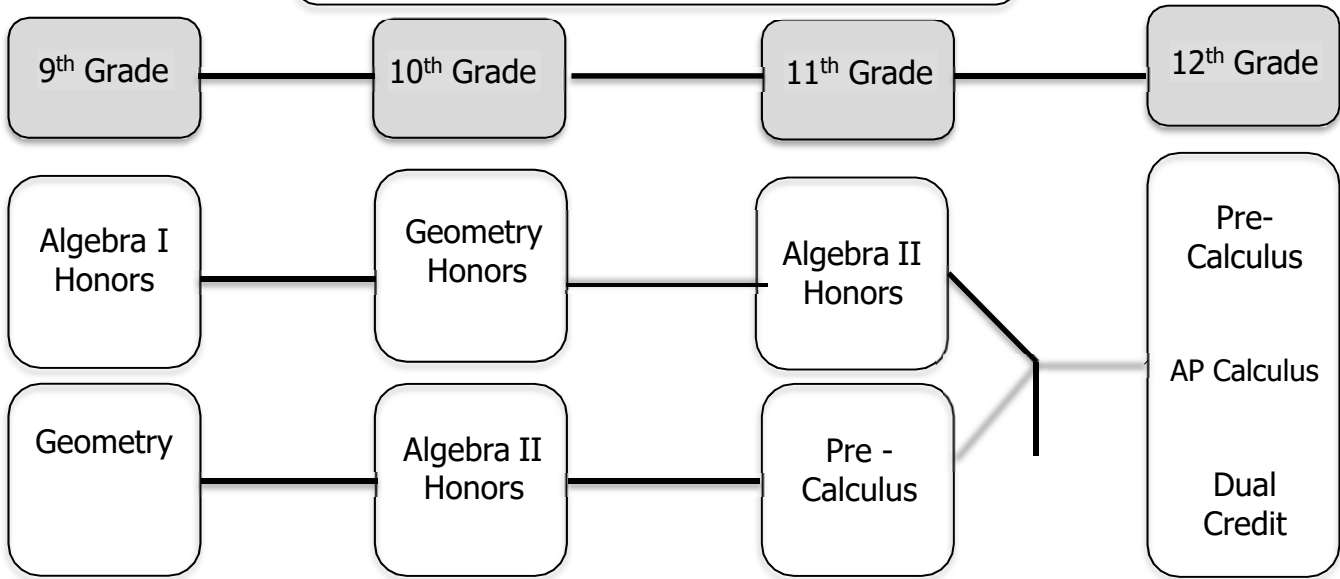 9th Grade
10th Grade
11th Grade
12th Grade
Algebra I
Honors
Geometry
Honors
Algebra II
Honors
Pre-
Calculus
AP Calculus
Dual
Credit
Geometry
Algebra II
Honors
Pre -
Calculus